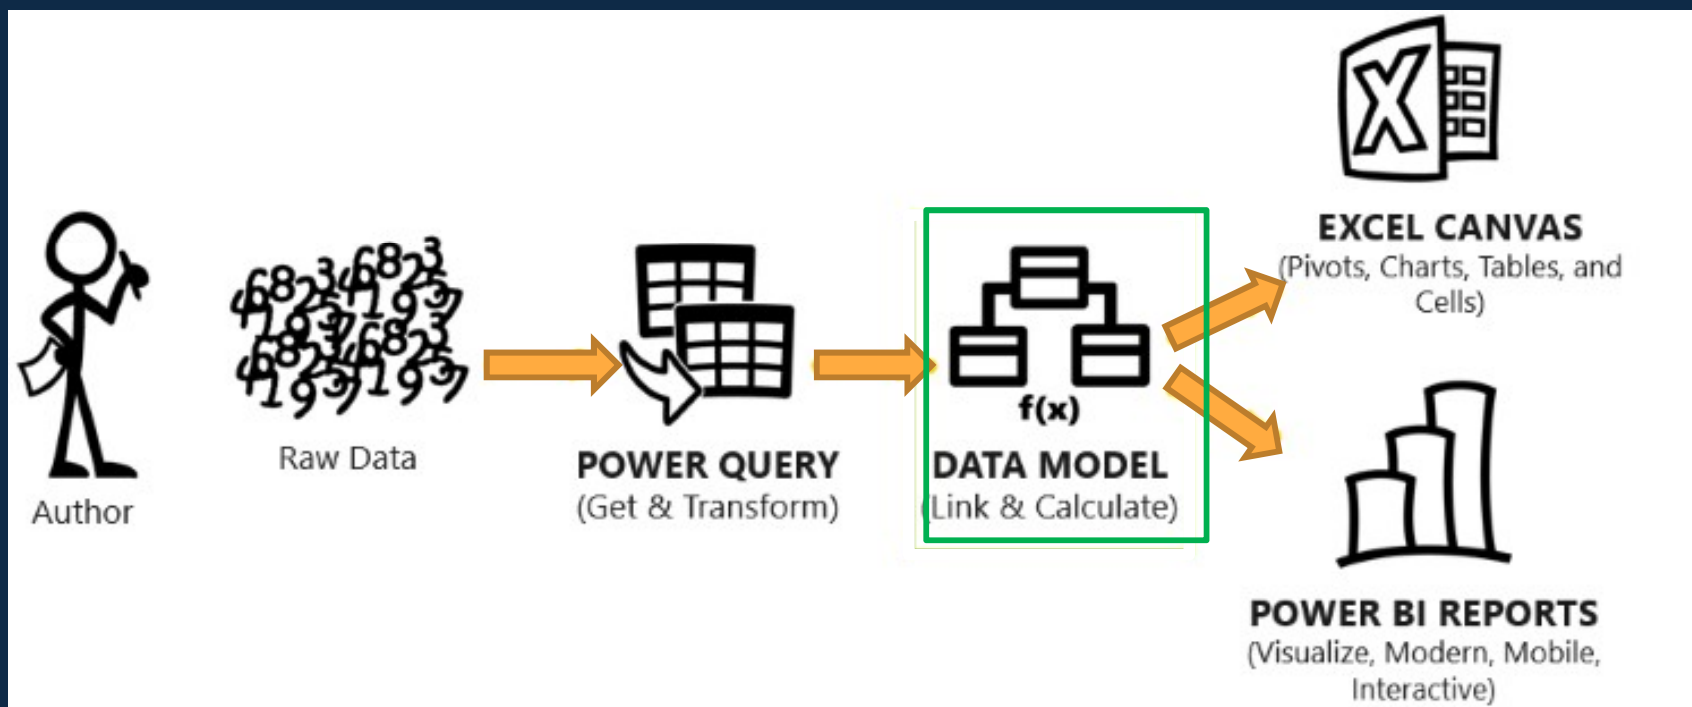 Author
Raw Data
POWER QUERY
(Get & Transform)
f(x)
DATA MODEL
(Link & Calculate)
X
EXCEL CANVAS
(Pivots, Charts, Tables, and
Cells)
POWER BI REPORTS
(Visualize, Modern, Mobile,
Interactive)